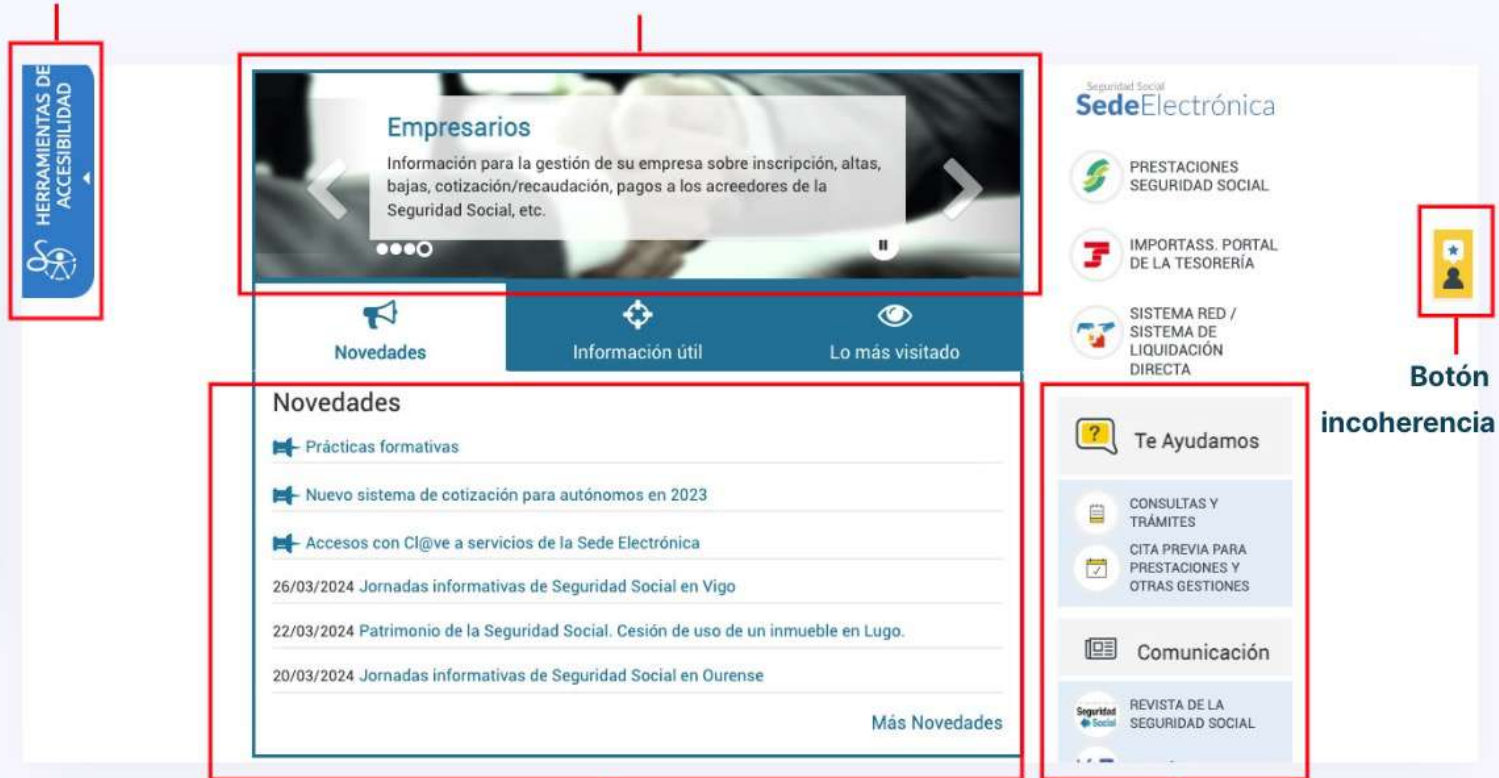 HERRAMIENTAS DE
ACCESIBILIDAD
Empresarios
Información para la gestión de su empresa sobre inscripción, altas,
bajas, cotización/recaudación, pagos a los acreedores de la
Seguridad Social, etc.
Novedades
Información útil
Lo más visitado
Novedades
Prácticas formativas
Nuevo sistema de cotización para autónomos en 2023
Accesos con Cl@ve a servicios de la Sede Electrónica
26/03/2024 Jornadas informativas de Seguridad Social en Vigo
22/03/2024 Patrimonio de la Seguridad Social. Cesión de uso de un inmueble en Lugo.
20/03/2024 Jornadas informativas de Seguridad Social en Ourense
Más Novedades
Seguridad Social
SedeElectrónica
PRESTACIONES
SEGURIDAD SOCIAL
IMPORTASS. PORTAL
DE LA TESORERÍA
SISTEMA RED /
SISTEMA DE
LIQUIDACIÓN
DIRECTA
Te Ayudamos
CONSULTAS Y
TRÁMITES
CITA PREVIA PARA
PRESTACIONES Y
OTRAS GESTIONES
Comunicación
Seguridad
Social
REVISTA DE LA
SEGURIDAD SOCIAL
Botón
incoherencia